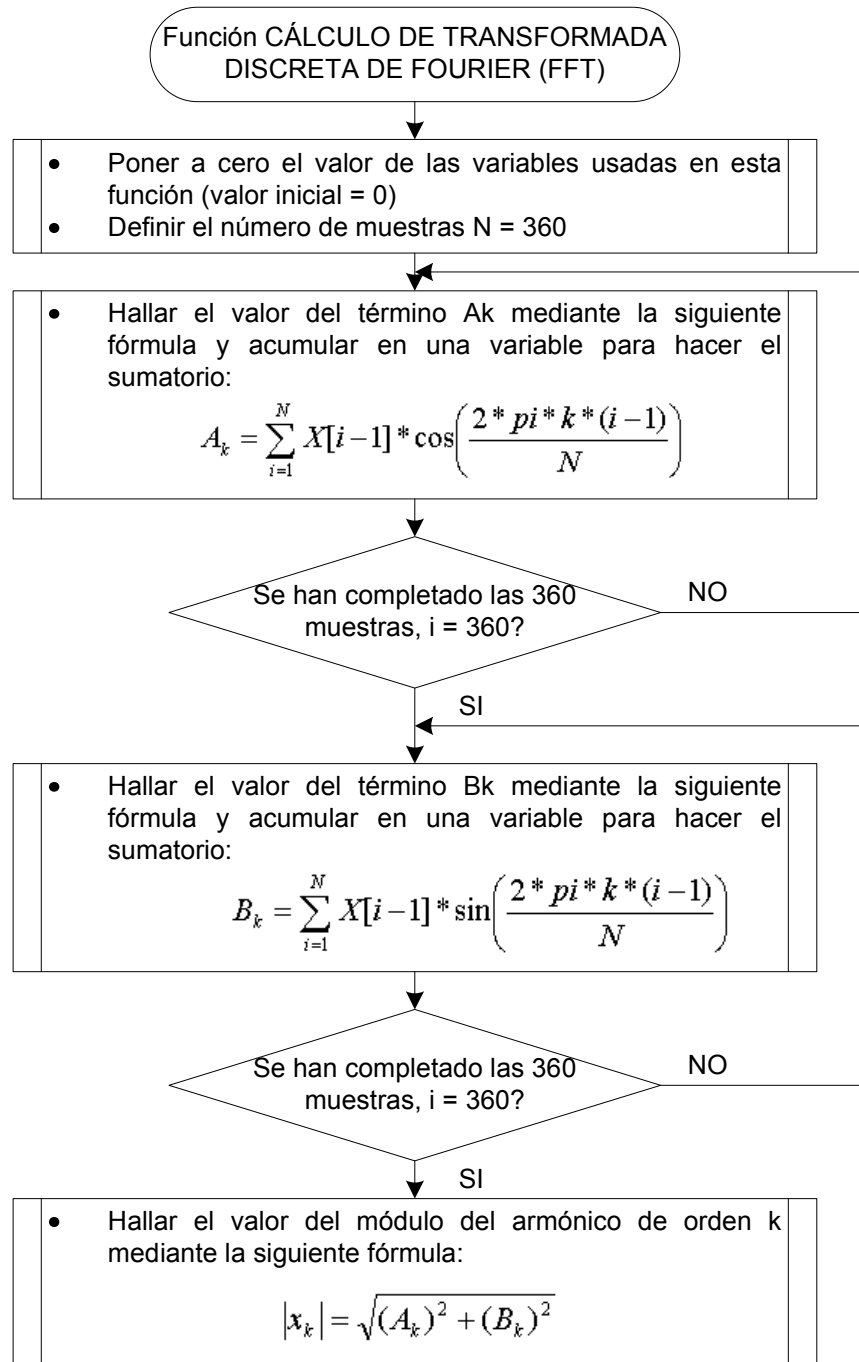 Función CÁLCULO DE TRANSFORMADA
DISCRETA DE FOURIER (FFT)
• Poner a cero el valor de las variables usadas en esta
función (valor inicial = 0)
• Definir el número de muestras N = 360
• Hallar el valor del término Ak mediante la siguiente
fórmula y acumular en una variable para hacer el
sumatorio:
$A_k = \sum_{i=1}^{N} X[i-1] * \cos\left(\frac{2 * pi * k * (i-1)}{N}\right)$
Se han completado las 360
muestras, i = 360?
NO
SI
• Hallar el valor del término Bk mediante la siguiente
fórmula y acumular en una variable para hacer el
sumatorio:
$B_k = \sum_{i=1}^{N} X[i-1] * \sin\left(\frac{2 * pi * k * (i-1)}{N}\right)$
Se han completado las 360
muestras, i = 360?
NO
SI
• Hallar el valor del módulo del armónico de orden k
mediante la siguiente fórmula:
$|x_k| = \sqrt{(A_k)^2 + (B_k)^2}$